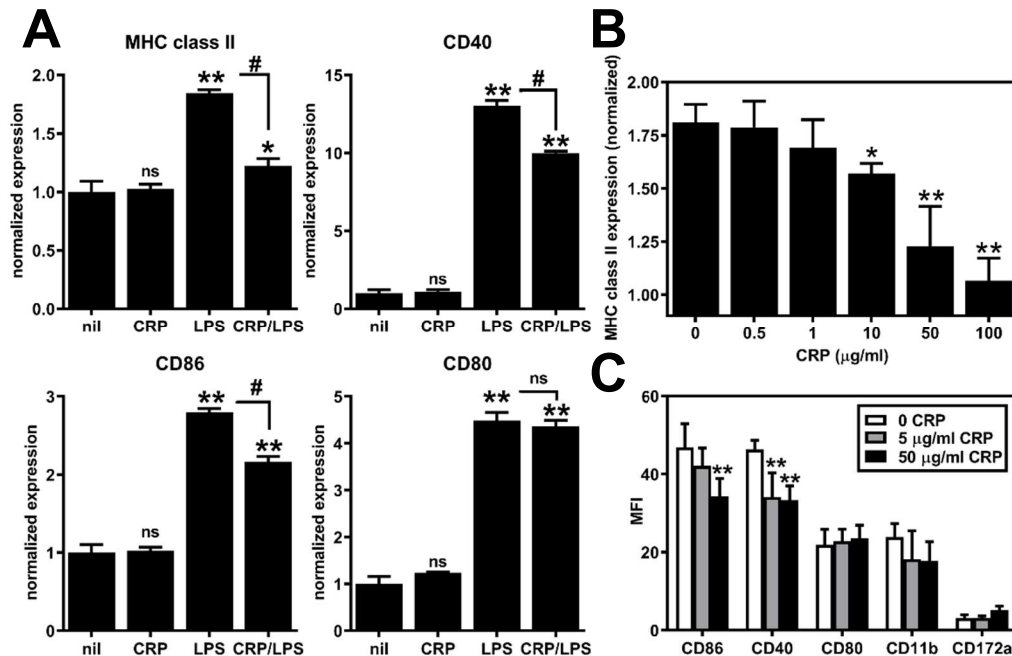 A
MHC class II
normalized expression
2.0
1.5
1.0
0.5
0.0
ns
**
#
*
nil CRP LPS CRP/LPS
CD40
normalized expression
15
10
5
0
ns
**
#
**
nil CRP LPS CRP/LPS
CD86
normalized expression
3
2
1
0
ns
**
#
**
nil CRP LPS CRP/LPS
CD80
normalized expression
5
4
3
2
1
0
ns
**
ns
**
nil CRP LPS CRP/LPS
B
MHC class II expression (normalized)
2.00
1.75
1.50
1.25
1.00
*
**
**
0 0.5 1 10 50 100
CRP (μg/ml)
C
MFI
60
40
20
0
0 CRP
5 μg/ml CRP
50 μg/ml CRP
**
**
**
CD86 CD40 CD80 CD11b CD172a